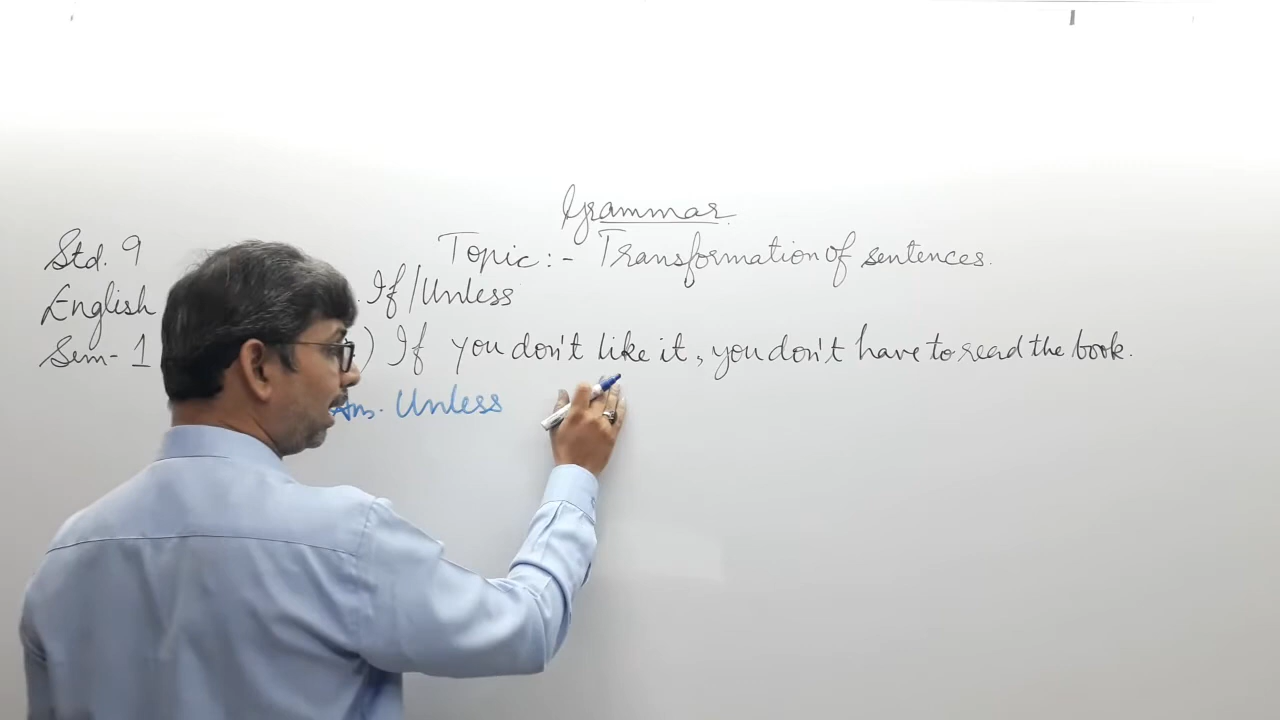 Grammar
Std. 9
Topic:- Transformation of sentences.
English
. If/Unless
Sem- 1
) If you don't like it, you don't have to read the book.
Ans. Unless